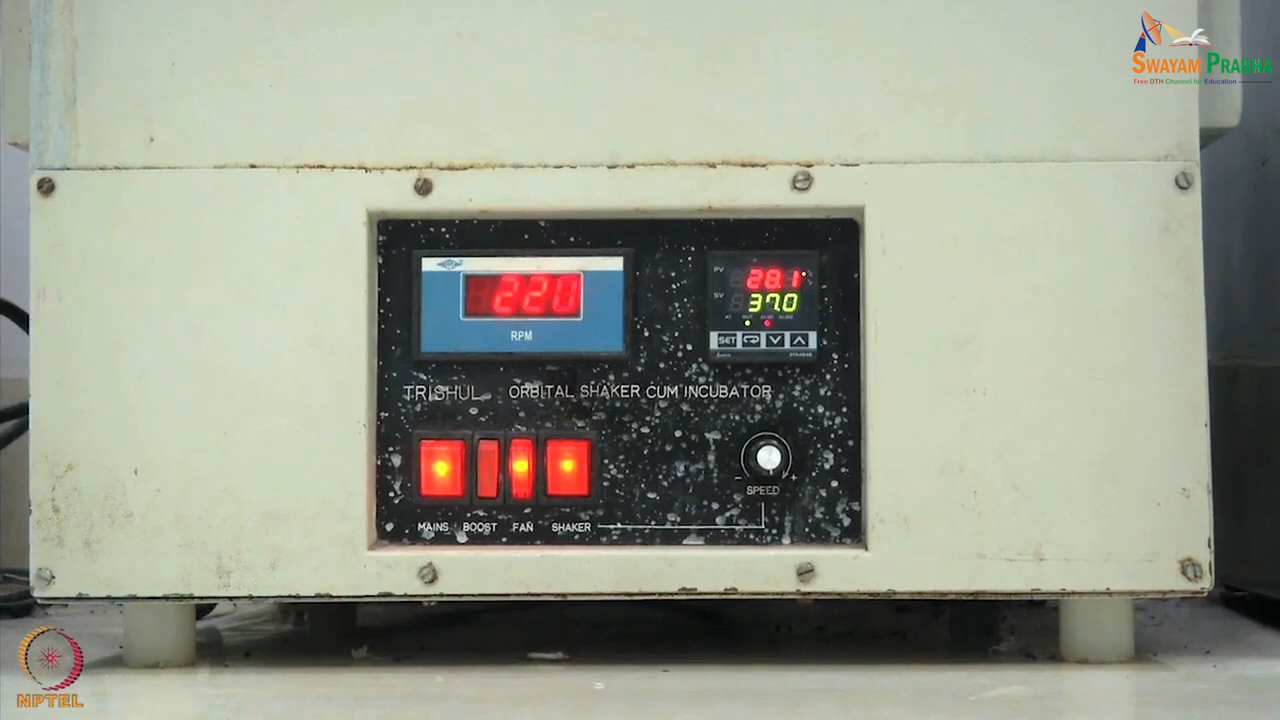 SWAYAM PRABHA
Free DTH Channel for Education
220
RPM
PV 28.1
SV 37.0
SET
TRISHUL ORBITAL SHAKER CUM INCUBATOR
SPEED
- +
MAINS BOOST FAN SHAKER
NPTEL